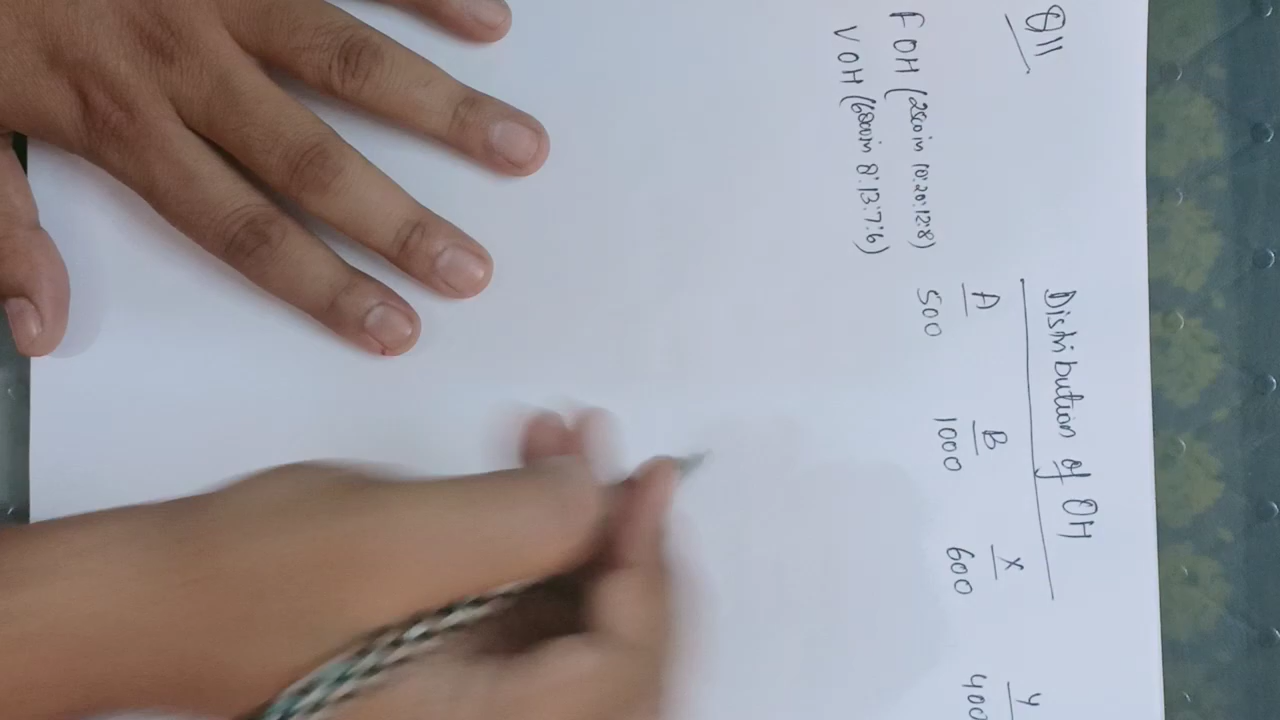 Q11
Distribution of OH
A B X Y
FOH (2500 in 10:20:12:8) 500 1000 600 400
VOH (6800 in 8:13:7:6)